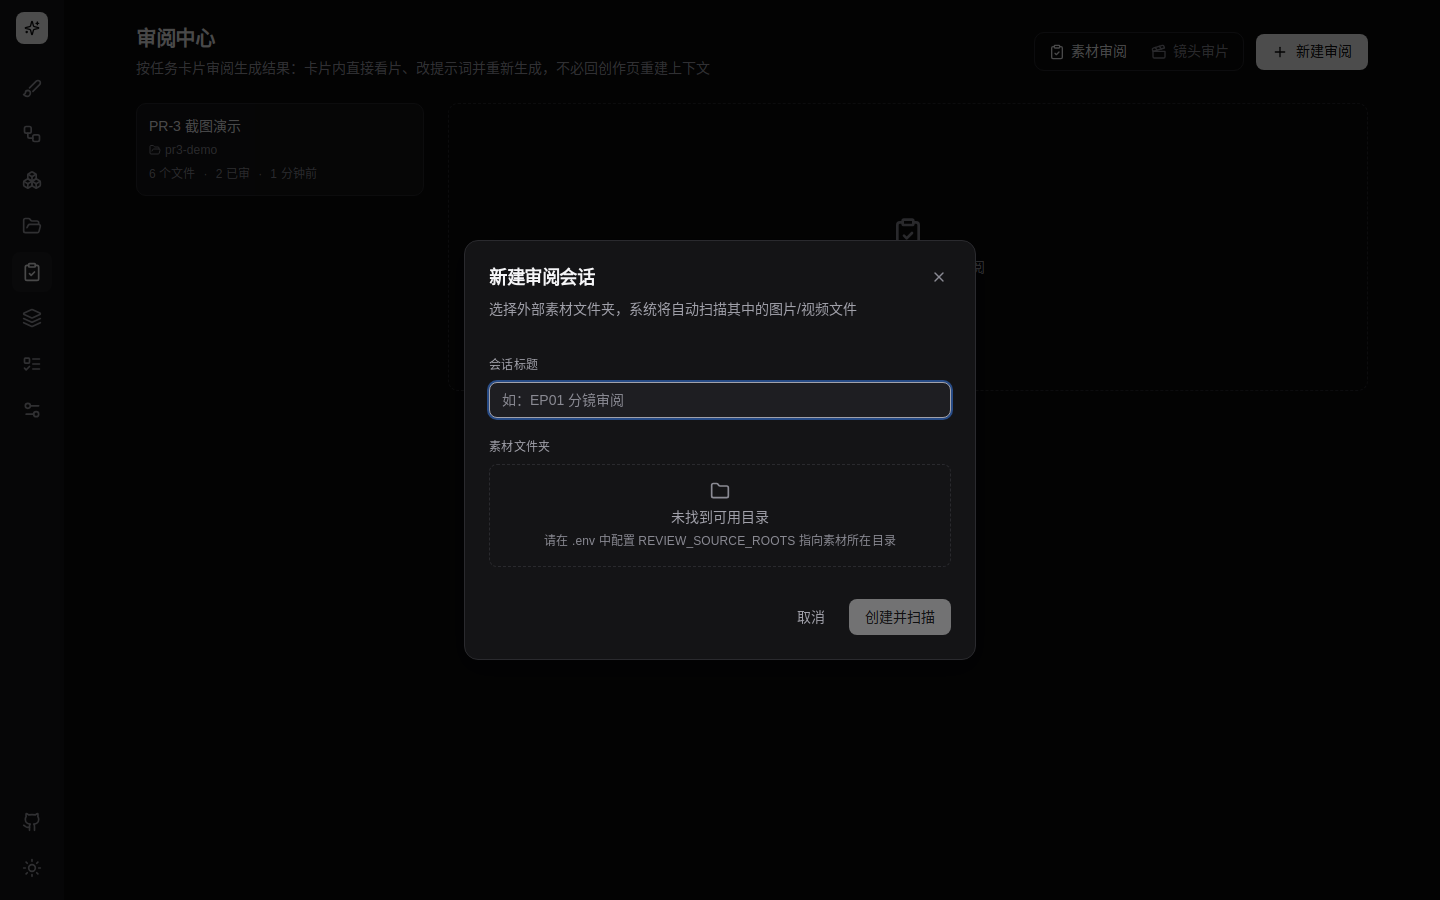 审阅中心
按任务卡片审阅生成结果：卡片内直接看片、改提示词并重新生成，不必回创作页重建上下文
素材审阅
镜头审片
新建审阅
PR-3 截图演示
pr3-demo
6 个文件 · 2 已审 · 1 分钟前
阅
新建审阅会话
选择外部素材文件夹，系统将自动扫描其中的图片/视频文件
会话标题
如：EP01 分镜审阅
素材文件夹
未找到可用目录
请在 .env 中配置 REVIEW_SOURCE_ROOTS 指向素材所在目录
取消
创建并扫描